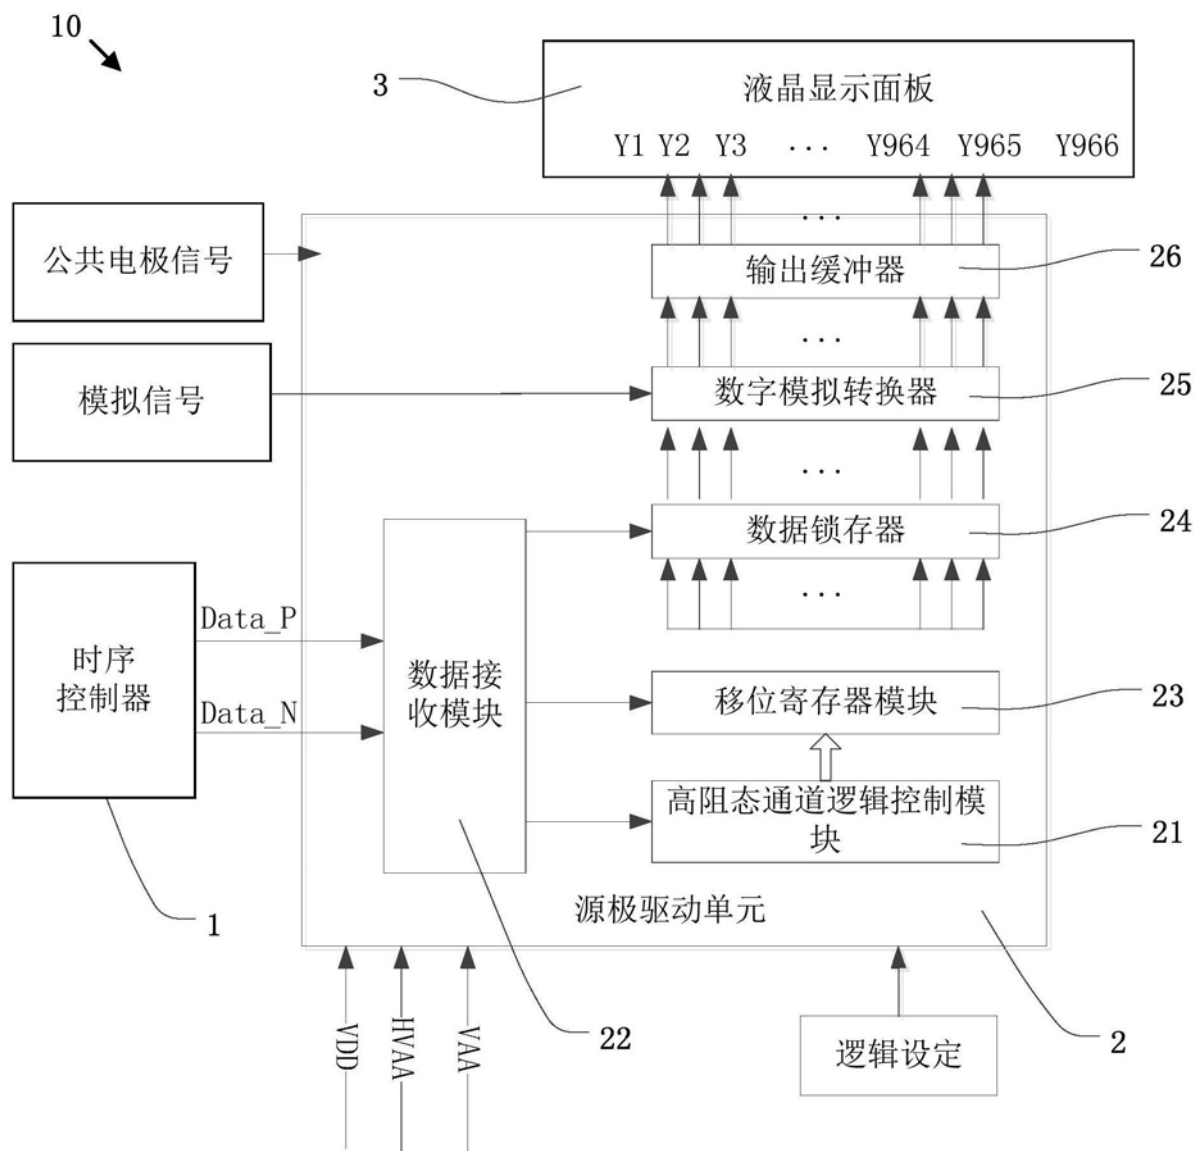 10
3
液晶显示面板
Y1 Y2 Y3 ... Y964 Y965 Y966
...
公共电极信号
输出缓冲器
26
...
模拟信号
数字模拟转换器
25
...
数据锁存器
24
...
时序
控制器
Data_P
Data_N
数据接
收模块
移位寄存器模块
23
高阻态通道逻辑控制模
块
21
源极驱动单元
1
22
2
VDD
HVAA
VAA
逻辑设定